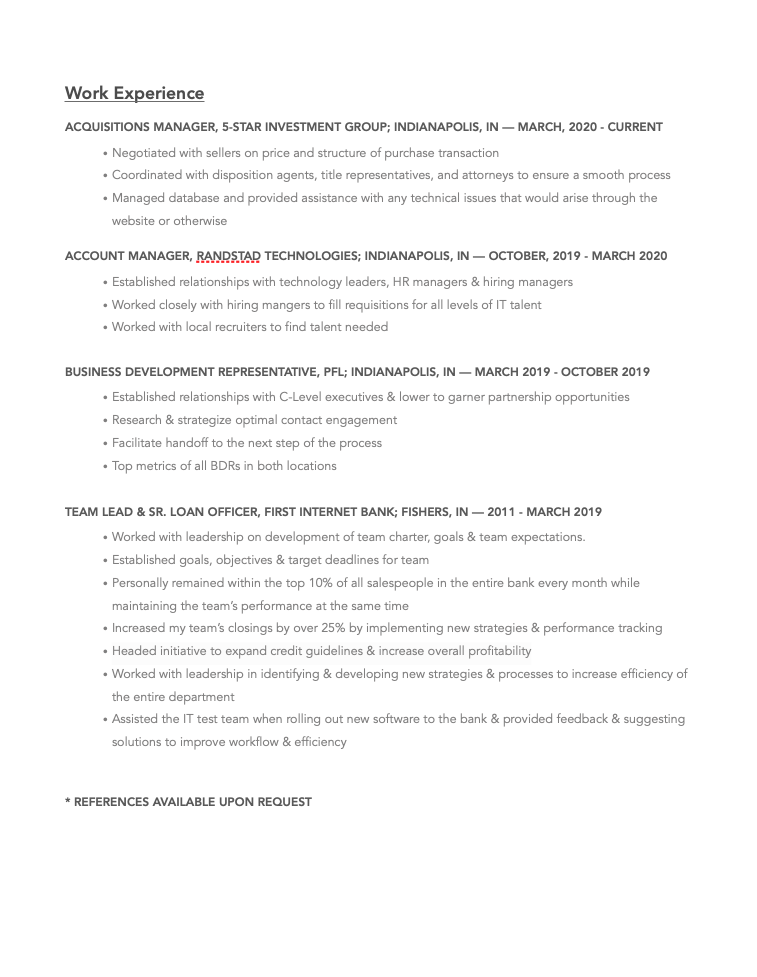 Work Experience
ACQUISITIONS MANAGER, 5-STAR INVESTMENT GROUP; INDIANAPOLIS, IN — MARCH, 2020 - CURRENT
• Negotiated with sellers on price and structure of purchase transaction
• Coordinated with disposition agents, title representatives, and attorneys to ensure a smooth process
• Managed database and provided assistance with any technical issues that would arise through the
website or otherwise
ACCOUNT MANAGER, RANDSTAD TECHNOLOGIES; INDIANAPOLIS, IN — OCTOBER, 2019 - MARCH 2020
• Established relationships with technology leaders, HR managers & hiring managers
• Worked closely with hiring mangers to fill requisitions for all levels of IT talent
• Worked with local recruiters to find talent needed
BUSINESS DEVELOPMENT REPRESENTATIVE, PFL; INDIANAPOLIS, IN — MARCH 2019 - OCTOBER 2019
• Established relationships with C-Level executives & lower to garner partnership opportunities
• Research & strategize optimal contact engagement
• Facilitate handoff to the next step of the process
• Top metrics of all BDRs in both locations
TEAM LEAD & SR. LOAN OFFICER, FIRST INTERNET BANK; FISHERS, IN — 2011 - MARCH 2019
• Worked with leadership on development of team charter, goals & team expectations.
• Established goals, objectives & target deadlines for team
• Personally remained within the top 10% of all salespeople in the entire bank every month while
maintaining the team’s performance at the same time
• Increased my team’s closings by over 25% by implementing new strategies & performance tracking
• Headed initiative to expand credit guidelines & increase overall profitability
• Worked with leadership in identifying & developing new strategies & processes to increase efficiency of
the entire department
• Assisted the IT test team when rolling out new software to the bank & provided feedback & suggesting
solutions to improve workflow & efficiency
* REFERENCES AVAILABLE UPON REQUEST